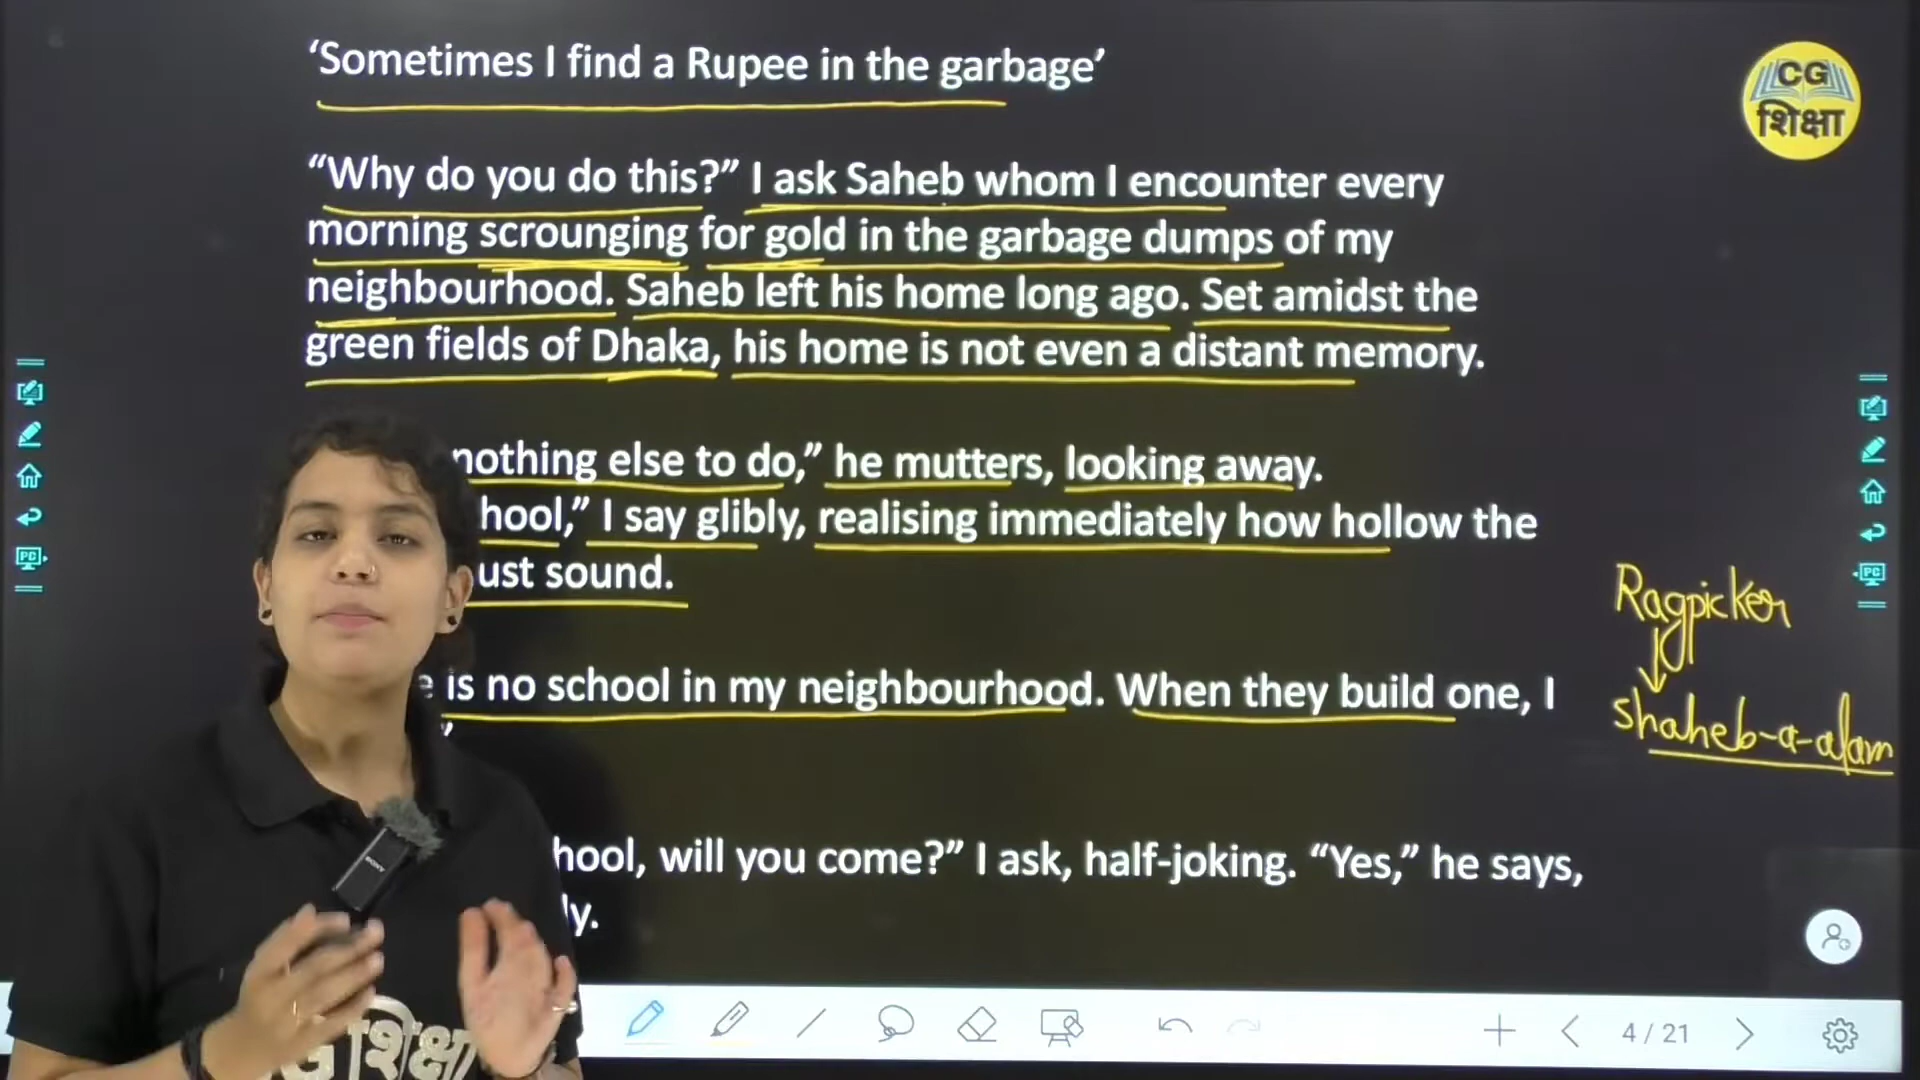 ‘Sometimes I find a Rupee in the garbage’
CG
शिक्षा
“Why do you do this?” I ask Saheb whom I encounter every
morning scrounging for gold in the garbage dumps of my
neighbourhood. Saheb left his home long ago. Set amidst the
green fields of Dhaka, his home is not even a distant memory.
nothing else to do,” he mutters, looking away.
hool,” I say glibly, realising immediately how hollow the
ust sound.
Ragpicker
shaheb-a-alam
e is no school in my neighbourhood. When they build one, I
”
hool, will you come?” I ask, half-joking. “Yes,” he says,
ly.
PC
PC
SONY
शिक्षा
4 / 21